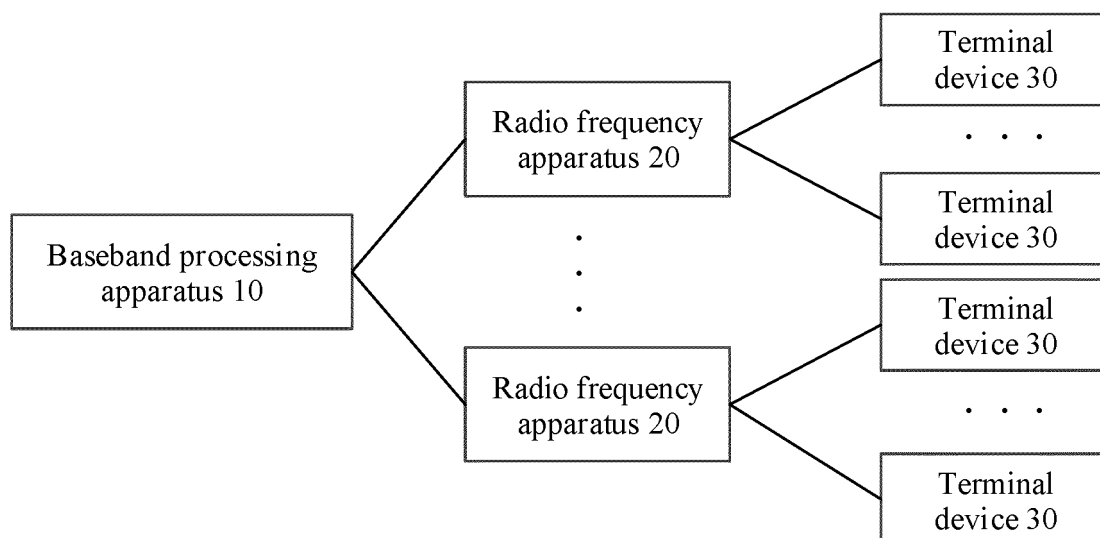 Baseband processing
apparatus 10
Radio frequency
apparatus 20
.
.
.
Radio frequency
apparatus 20
Terminal
device 30
. . .
Terminal
device 30
Terminal
device 30
. . .
Terminal
device 30